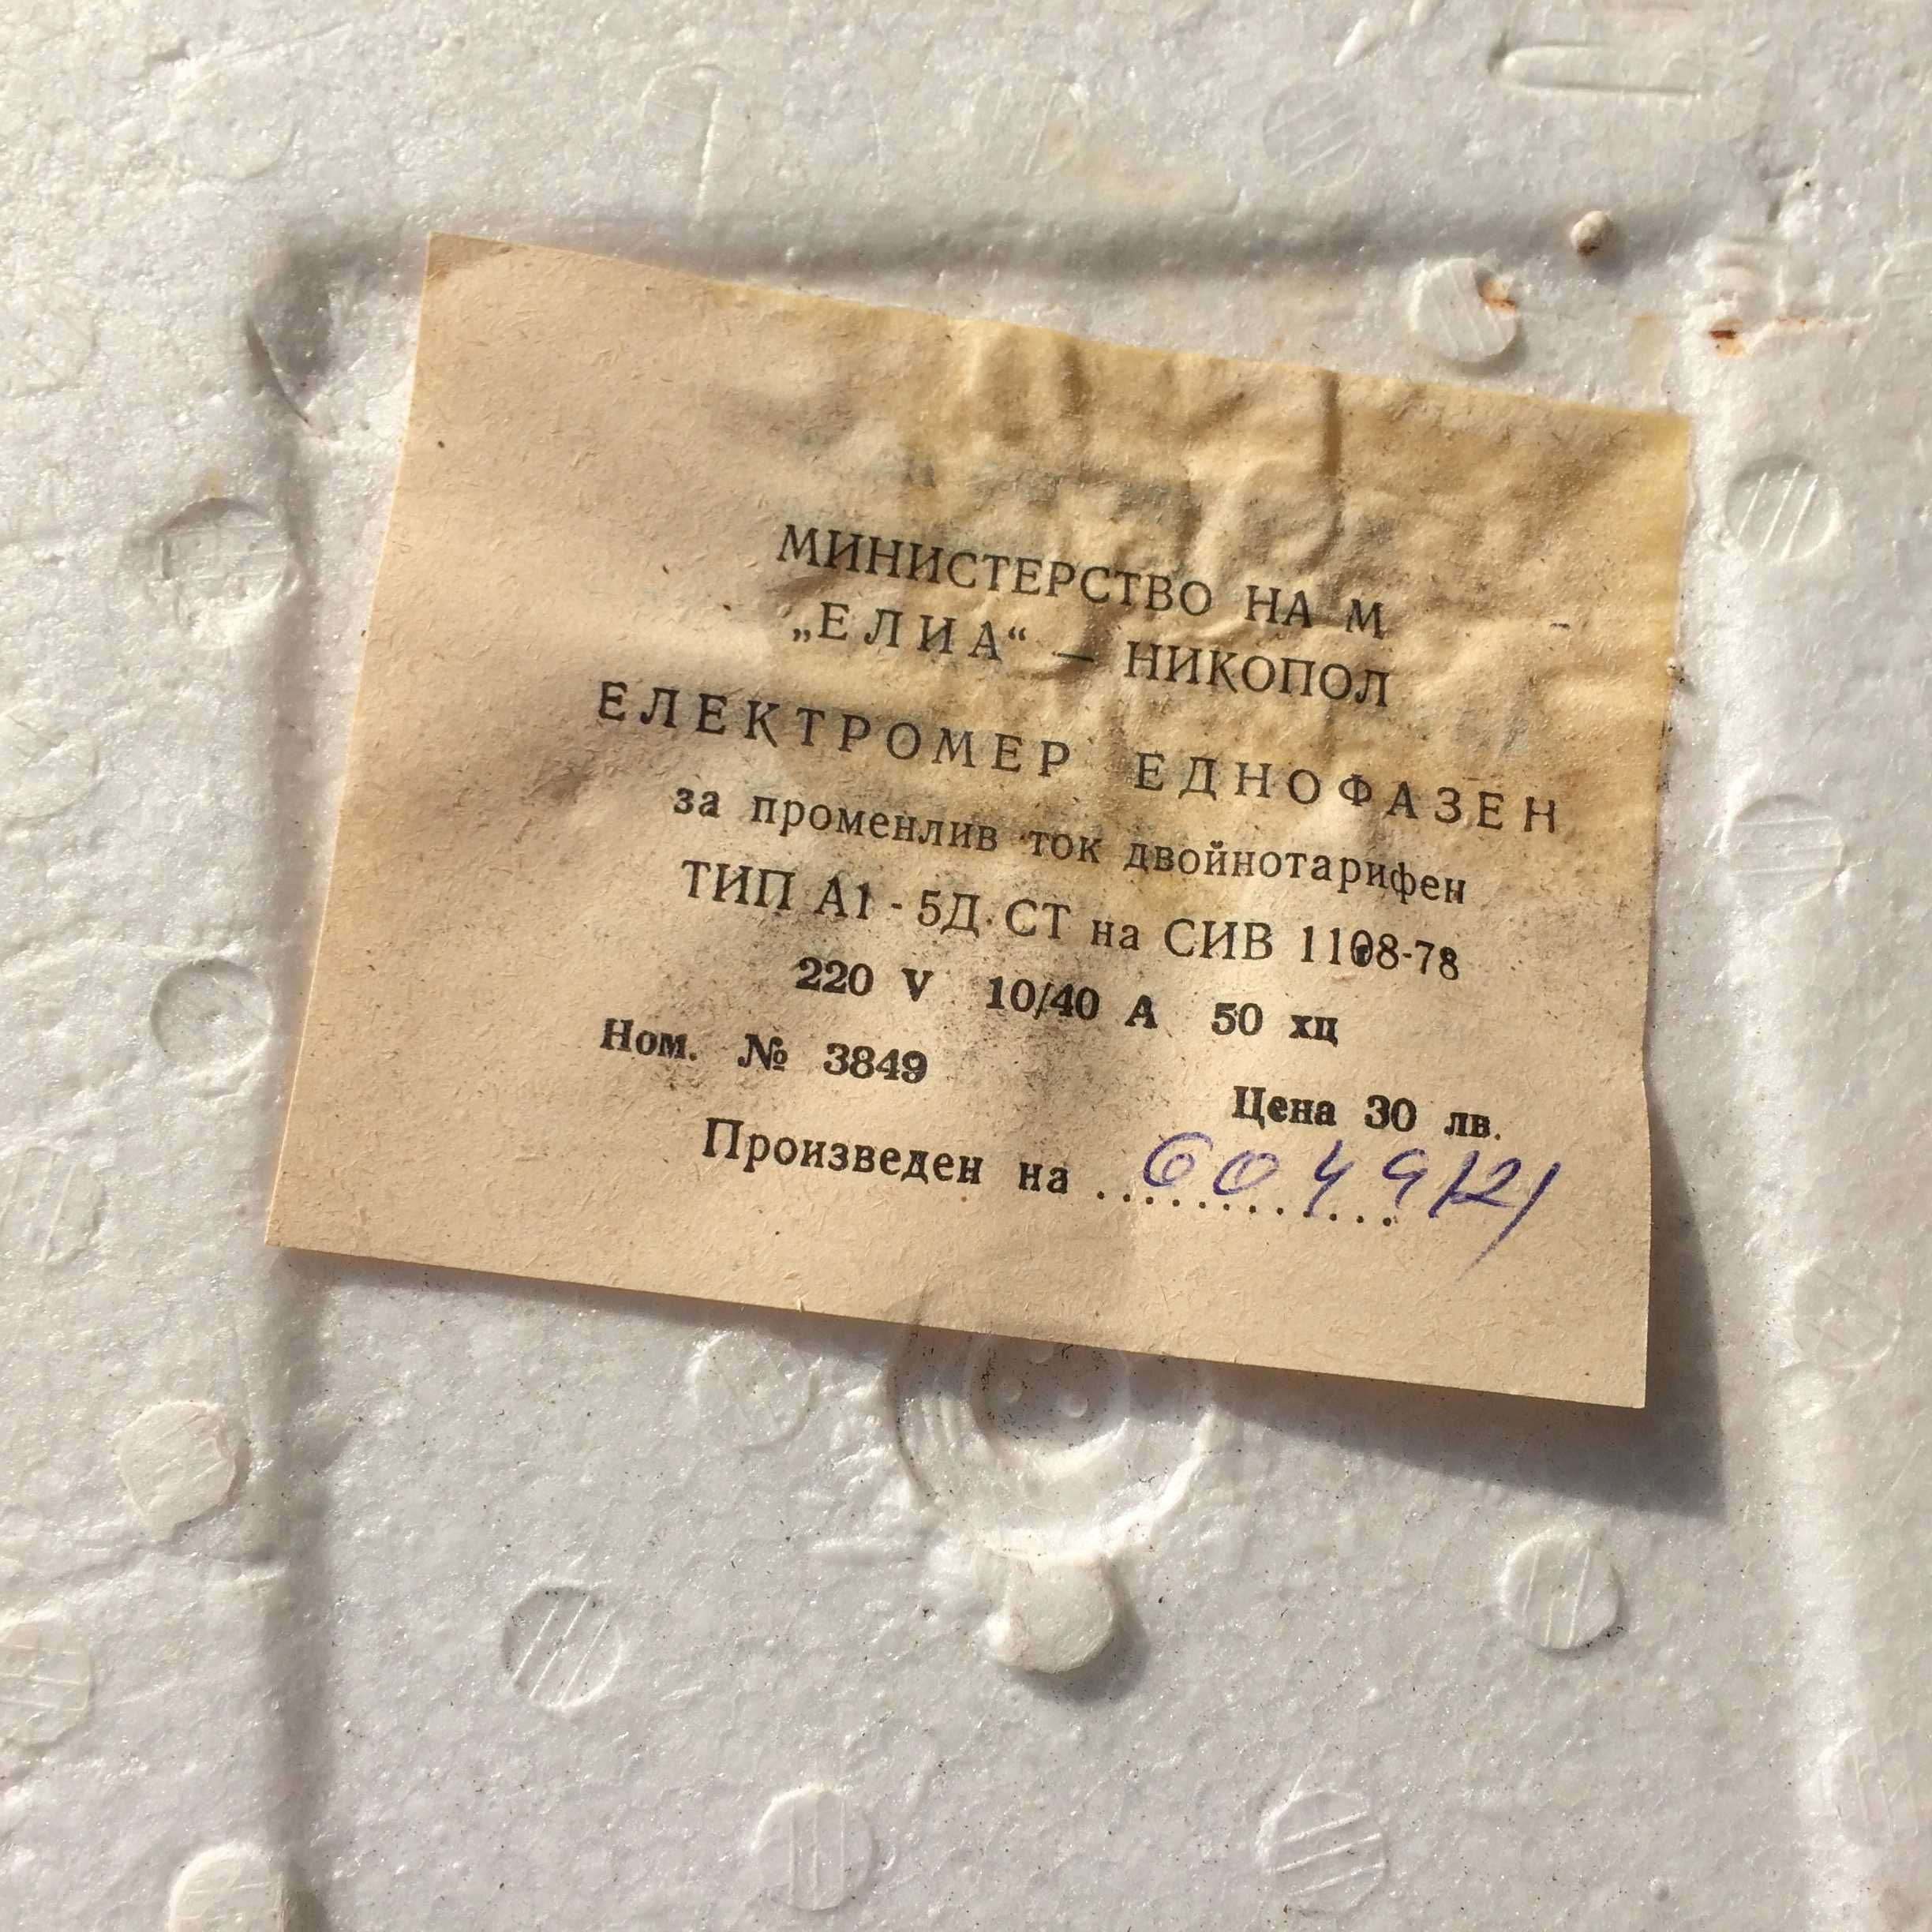 МИНИСТЕРСТВО НА М
„ЕЛИА“ — НИКОПОЛ
ЕЛЕКТРОМЕР ЕДНОФАЗЕН
за променлив ток двойнотарифен
ТИП А1 - 5Д СТ на СИВ 1108-78
220 V 10/40 А 50 хц
Ном. № 3849
Цена 30 лв.
Произведен на ............